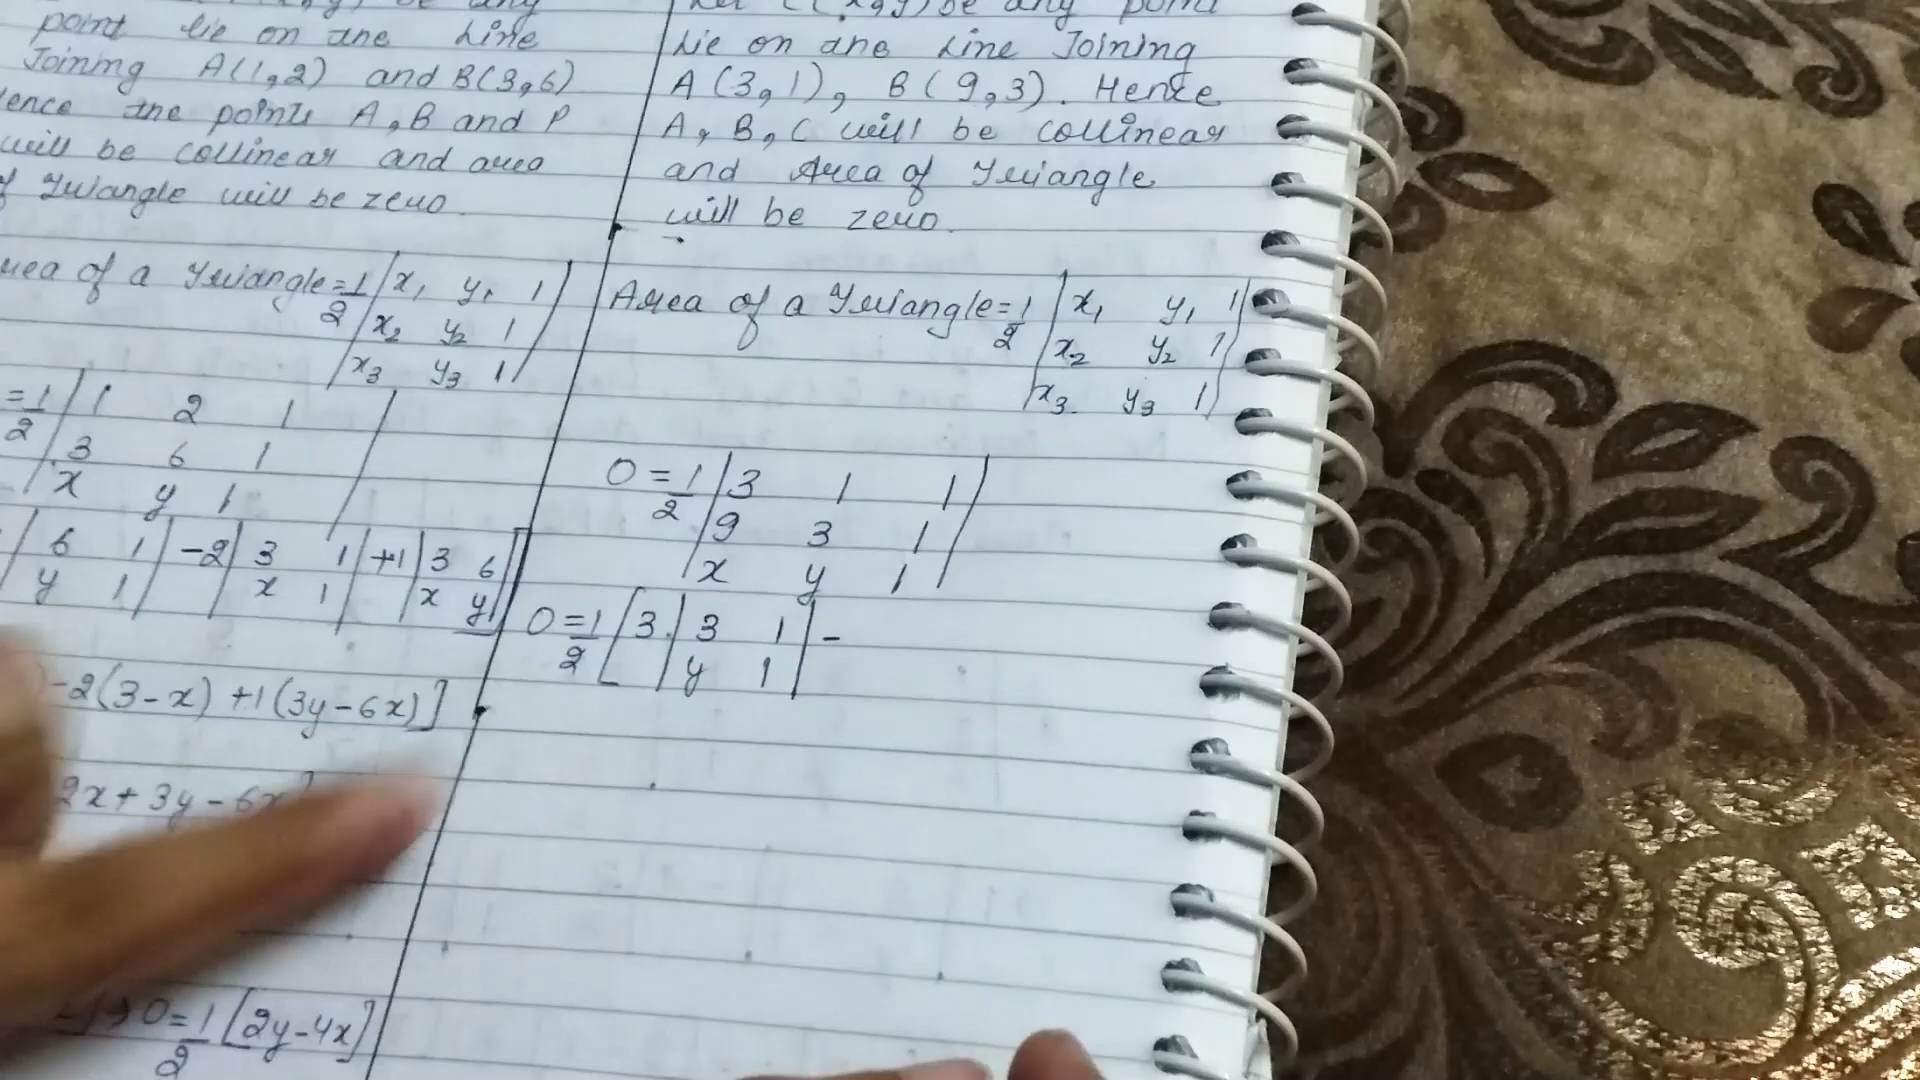 point lie on the Line
Joining A(1,2) and B(3,6)
the points A,B and P
will be collinear and area
Triangle will be zero.
of a Triangle = 1/2 | x₁ y₁ 1 |
| x₂ y₂ 1 |
| x₃ y₃ 1 |
= 1/2 | 1 2 1 |
| 3 6 1 |
| x y 1 |
| 6 1 | -2 | 3 1 | +1 | 3 6 |
| y 1 | | x 1 | | x y | ]
-2(3-x) +1(3y-6x)]
2x+3y-6x]
0 = 1/2 [2y-4x]
be any point
Lie on the Line Joining
A(3,1), B(9,3). Hence
A, B, C will be collinear
and Area of Triangle
will be zero.
Area of a Triangle = 1/2 | x₁ y₁ 1 |
| x₂ y₂ 1 |
| x₃ y₃ 1 |
0 = 1/2 | 3 1 1 |
| 9 3 1 |
| x y 1 |
0 = 1/2 [ 3. | 3 1 | -
| y 1 |